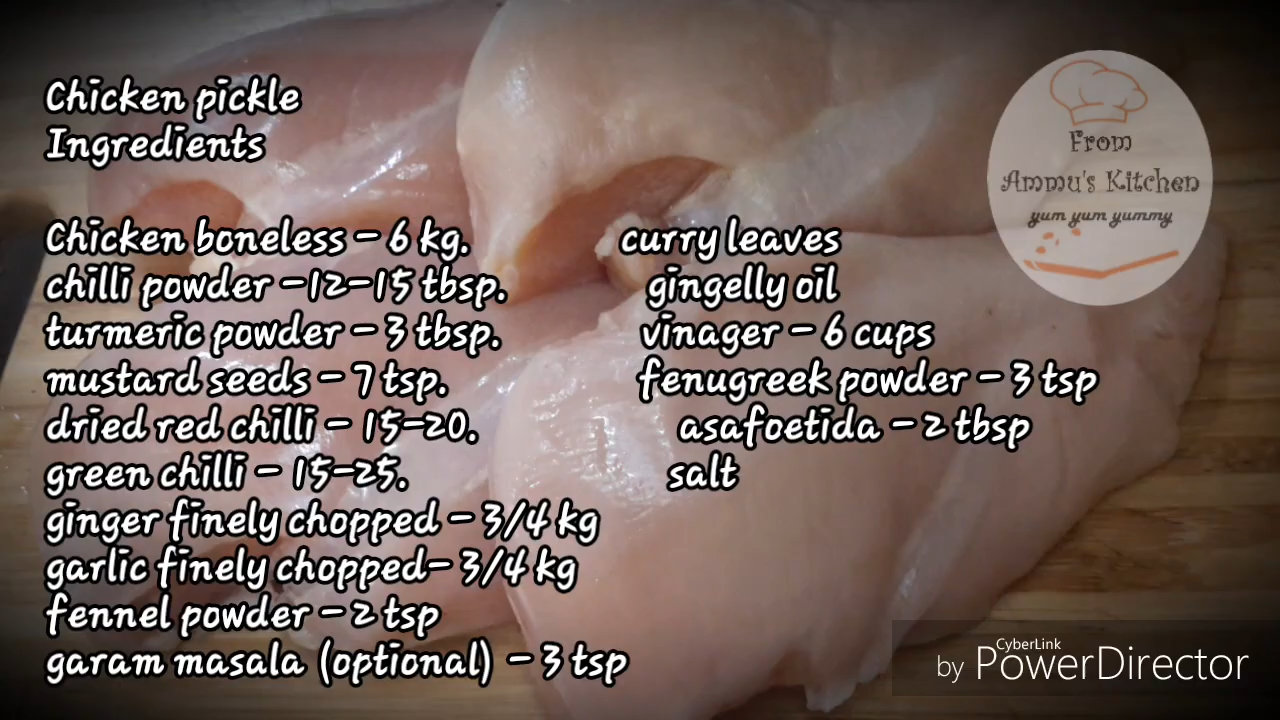 Chicken pickle
Ingredients
Chicken boneless - 6 kg.
chilli powder -12-15 tbsp.
turmeric powder - 3 tbsp.
mustard seeds - 7 tsp.
dried red chilli - 15-20.
green chilli - 15-25.
ginger finely chopped - 3/4 kg
garlic finely chopped- 3/4 kg
fennel powder - 2 tsp
garam masala (optional) - 3 tsp
curry leaves
gingelly oil
vinager - 6 cups
fenugreek powder - 3 tsp
asafoetida - 2 tbsp
salt
From
Ammu's Kitchen
yum yum yummy
CyberLink
by PowerDirector